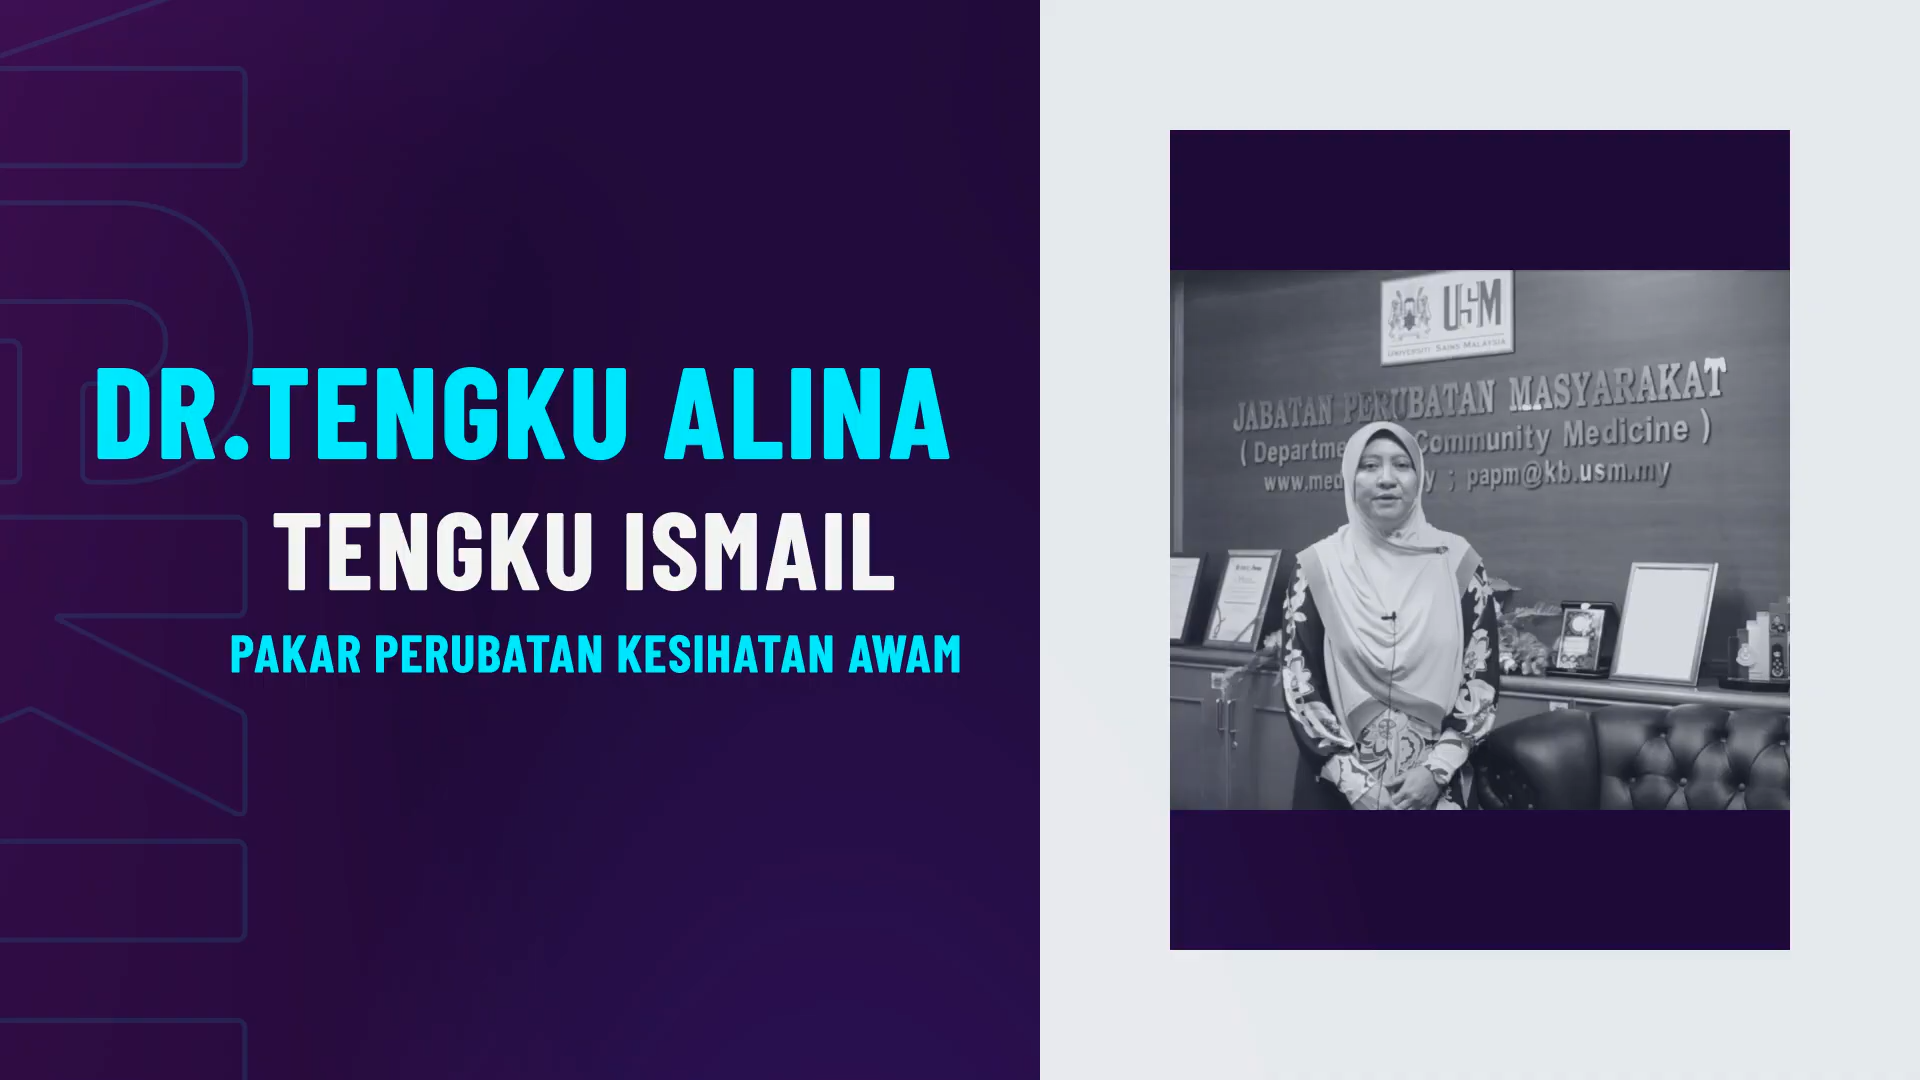 DR.TENGKU ALINA
TENGKU ISMAIL
PAKAR PERUBATAN KESIHATAN AWAM
USM
UNIVERSITI SAINS MALAYSIA
JABATAN PERUBATAN MASYARAKAT
( Departme Community Medicine )
www.med y ; papm@kb.usm.my